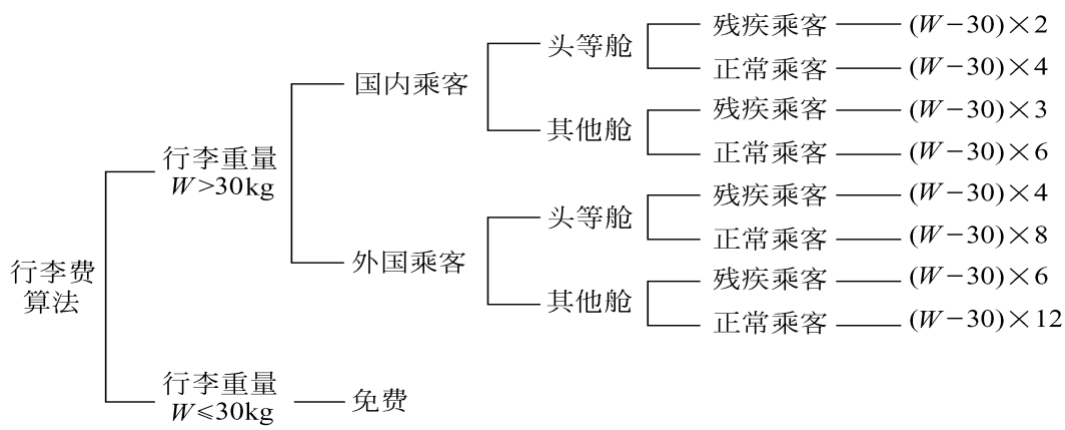 行李费
算法
行李重量
W>30kg
国内乘客
头等舱
残疾乘客 (W-30)×2
正常乘客 (W-30)×4
其他舱
残疾乘客 (W-30)×3
正常乘客 (W-30)×6
外国乘客
头等舱
残疾乘客 (W-30)×4
正常乘客 (W-30)×8
其他舱
残疾乘客 (W-30)×6
正常乘客 (W-30)×12
行李重量
W≤30kg
免费